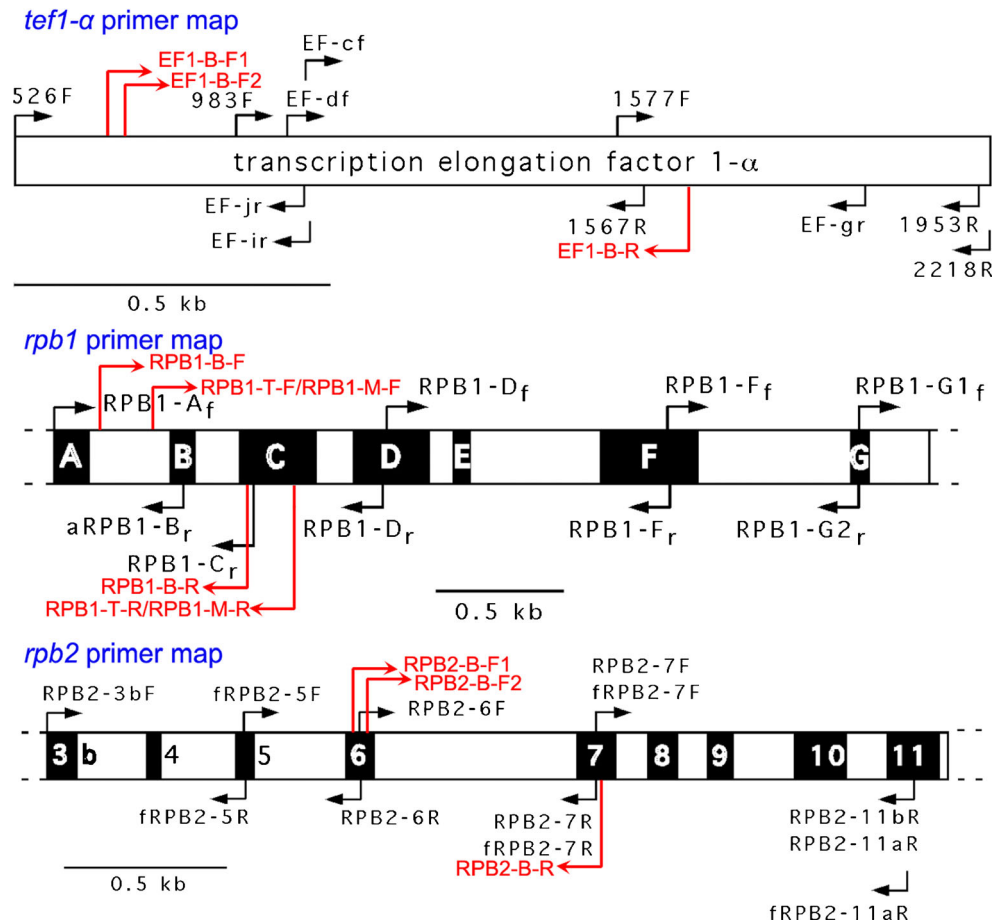 tef1-α primer map
EF1-B-F1
EF1-B-F2
EF-cf
526F
983F
EF-df
1577F
transcription elongation factor 1-α
EF-jr
EF-ir
1567R
EF1-B-R
EF-gr
1953R
2218R
0.5 kb
rpb1 primer map
RPB1-B-F
RPB1-T-F/RPB1-M-F
RPB1-Af
RPB1-Df
RPB1-Ff
RPB1-G1f
A B C D E F G
aRPB1-Br
RPB1-Cr
RPB1-Dr
RPB1-Fr
RPB1-G2r
RPB1-B-R
RPB1-T-R/RPB1-M-R
0.5 kb
rpb2 primer map
RPB2-B-F1
RPB2-B-F2
RPB2-3bF
fRPB2-5F
RPB2-6F
RPB2-7F
fRPB2-7F
3 b 4 5 6 7 8 9 10 11
fRPB2-5R
RPB2-6R
RPB2-7R
fRPB2-7R
RPB2-B-R
RPB2-11bR
RPB2-11aR
fRPB2-11aR
0.5 kb